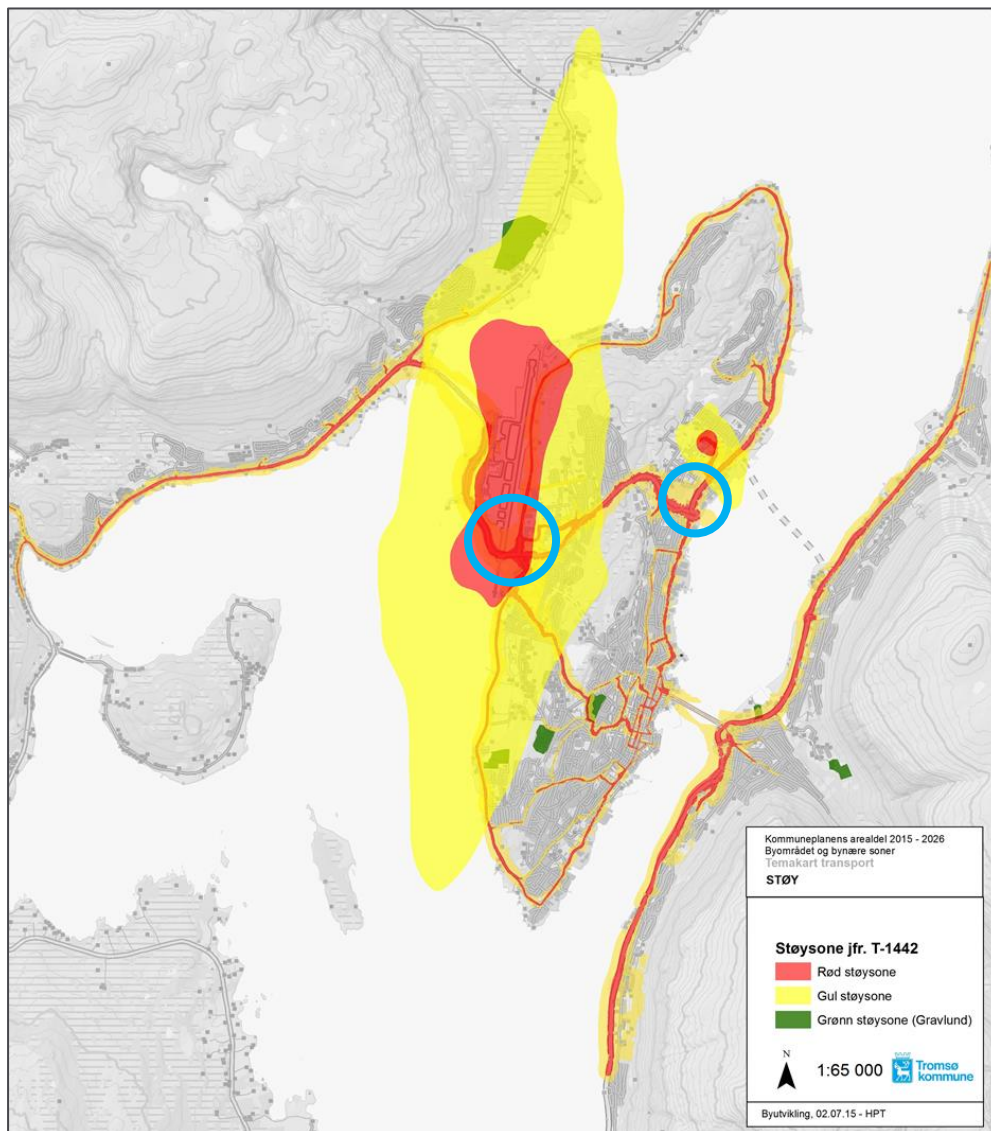 Kommuneplanens arealdel 2015 - 2026
Byområdet og bynære soner
Temakart transport
STØY
Støysone jfr. T-1442
Rød støysone
Gul støysone
Grønn støysone (Gravlund)
N
1:65 000
Tromsø
kommune
Byutvikling, 02.07.15 - HPT